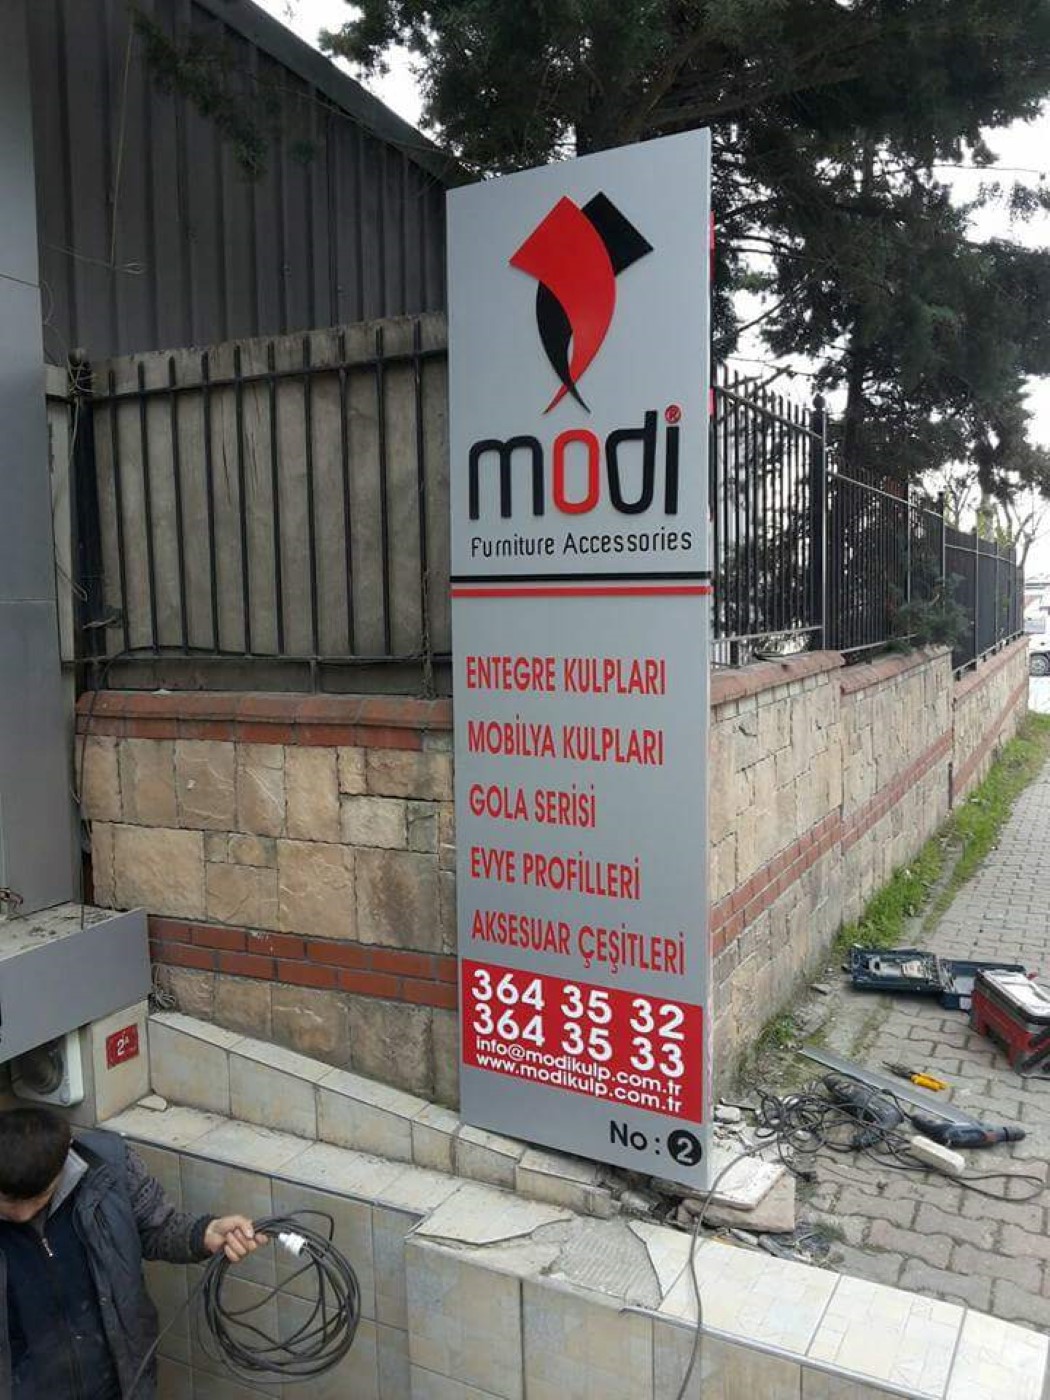 modi®
Furniture Accessories
ENTEGRE KULPLARI
MOBİLYA KULPLARI
GOLA SERİSİ
EVYE PROFİLLERİ
AKSESUAR ÇEŞİTLERİ
364 35 32
364 35 33
info@modikulp.com.tr
www.modikulp.com.tr
No : 2
2A